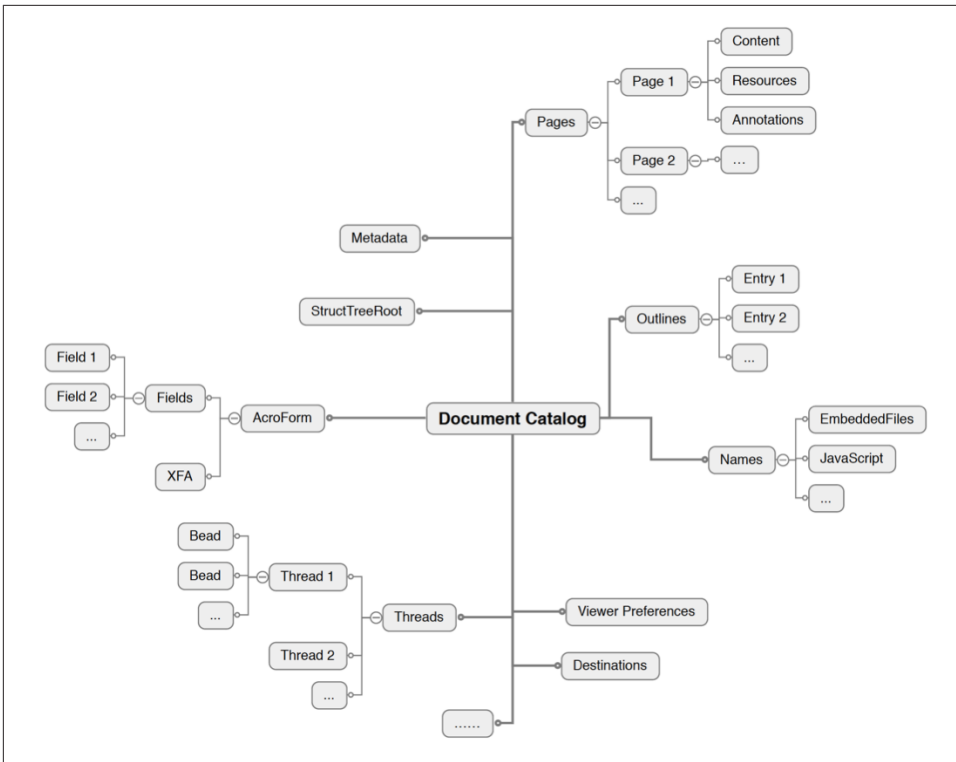 Content
Page 1
Resources
Pages
Annotations
Page 2
...
...
Metadata
Entry 1
StructTreeRoot
Outlines
Entry 2
Field 1
...
Field 2
Fields
AcroForm
Document Catalog
EmbeddedFiles
...
Names
JavaScript
XFA
...
Bead
Bead
Thread 1
...
Threads
Viewer Preferences
Thread 2
Destinations
...
......